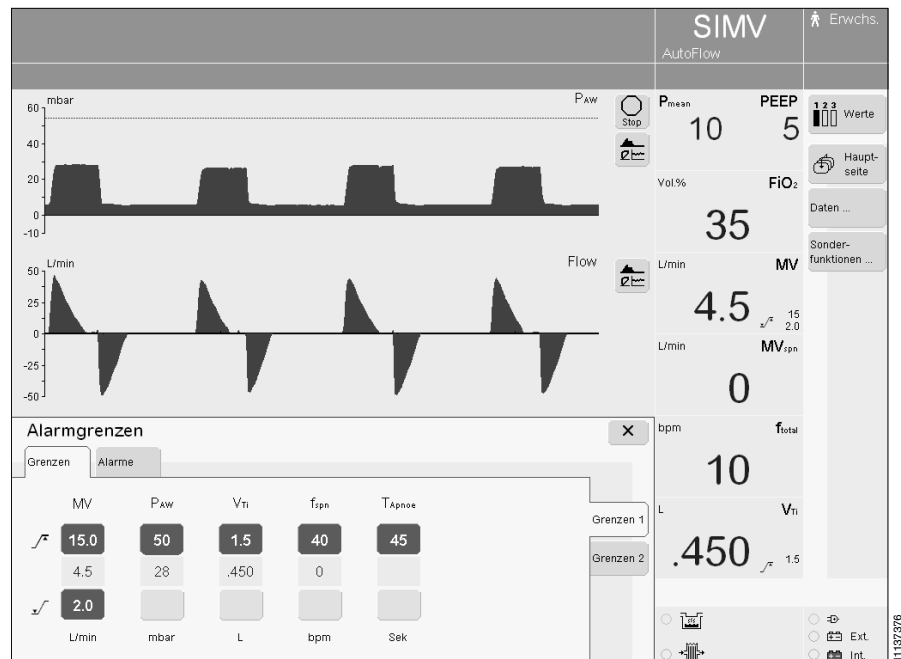 SIMV
AutoFlow
Erwchs.
mbar
PAW
60
40
20
0
-10
Stop
L/min
Flow
50
25
0
-25
-50
Pmean PEEP
10 5
Vol.% FiO2
35
L/min MV
4.5 15
2.0
L/min MVspn
0
bpm ftotal
10
L VTi
.450 1.5
1 2 3 Werte
Haupt-
seite
Daten ...
Sonder-
funktionen ...
Alarmgrenzen
Grenzen Alarme
MV PAW VTi fspn TApnoe
15.0 50 1.5 40 45
4.5 28 .450 0
2.0
L/min mbar L bpm Sek
Grenzen 1
Grenzen 2
Ext.
Int.